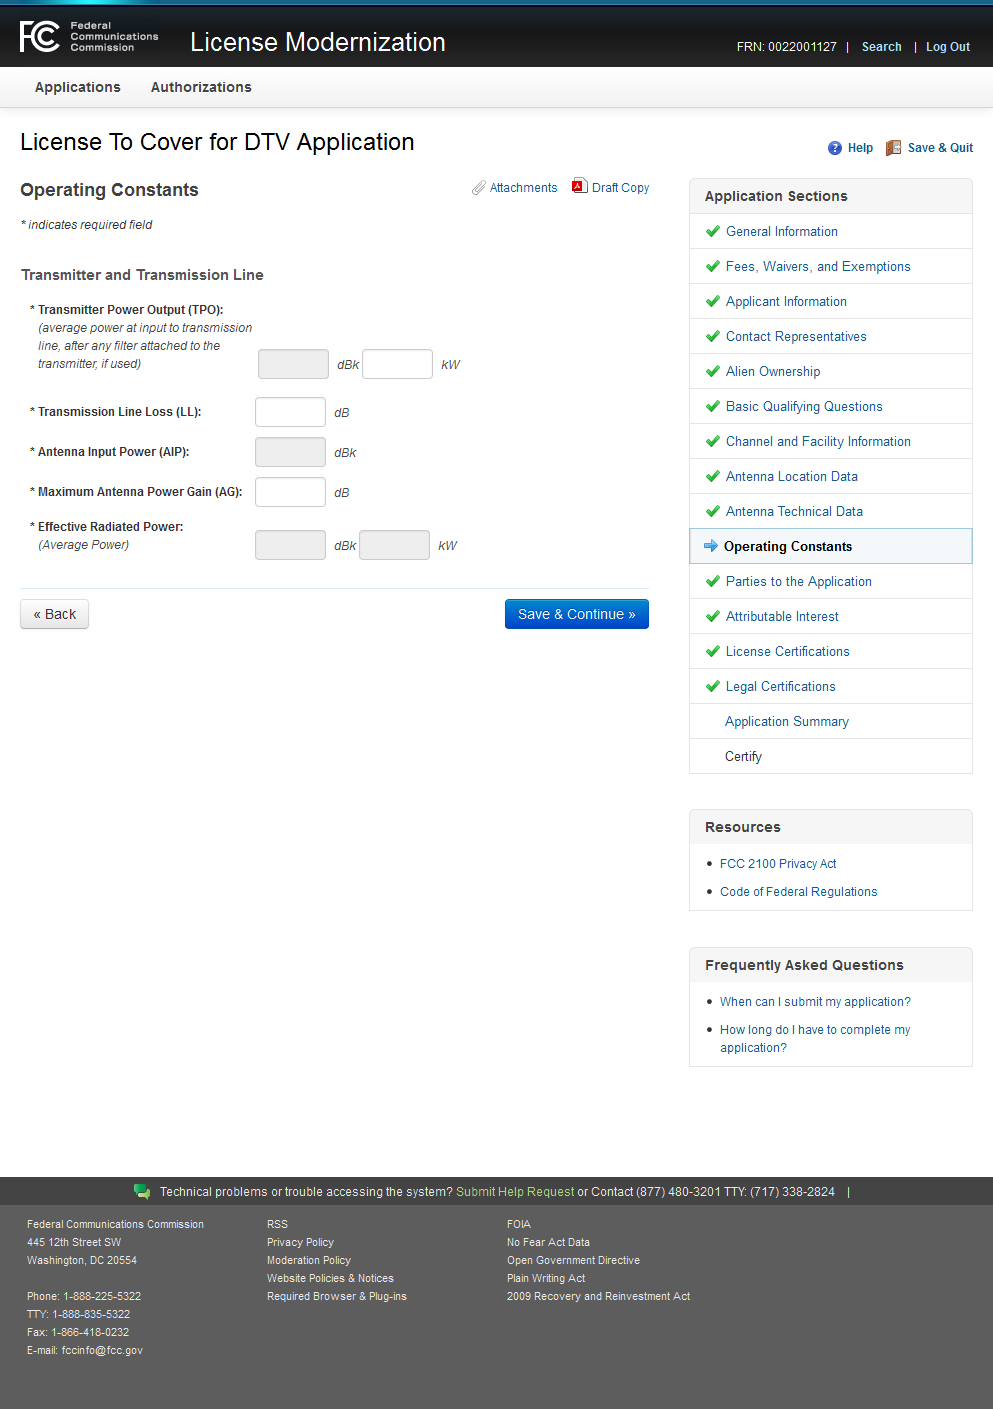 FCC Federal Communications Commission
License Modernization
FRN: 0022001127 | Search | Log Out
Applications Authorizations
License To Cover for DTV Application
Help Save & Quit
Operating Constants
Attachments Draft Copy
* indicates required field
Transmitter and Transmission Line
* Transmitter Power Output (TPO):
(average power at input to transmission
line, after any filter attached to the
transmitter, if used)
dBk kW
* Transmission Line Loss (LL): dB
* Antenna Input Power (AIP): dBk
* Maximum Antenna Power Gain (AG): dB
* Effective Radiated Power:
(Average Power) dBk kW
« Back Save & Continue »
Application Sections
General Information
Fees, Waivers, and Exemptions
Applicant Information
Contact Representatives
Alien Ownership
Basic Qualifying Questions
Channel and Facility Information
Antenna Location Data
Antenna Technical Data
Operating Constants
Parties to the Application
Attributable Interest
License Certifications
Legal Certifications
Application Summary
Certify
Resources
• FCC 2100 Privacy Act
• Code of Federal Regulations
Frequently Asked Questions
• When can I submit my application?
• How long do I have to complete my
application?
Technical problems or trouble accessing the system? Submit Help Request or Contact (877) 480-3201 TTY: (717) 338-2824 |
Federal Communications Commission
445 12th Street SW
Washington, DC 20554
Phone: 1-888-225-5322
TTY: 1-888-835-5322
Fax: 1-866-418-0232
E-mail: fccinfo@fcc.gov
RSS
Privacy Policy
Moderation Policy
Website Policies & Notices
Required Browser & Plug-ins
FOIA
No Fear Act Data
Open Government Directive
Plain Writing Act
2009 Recovery and Reinvestment Act